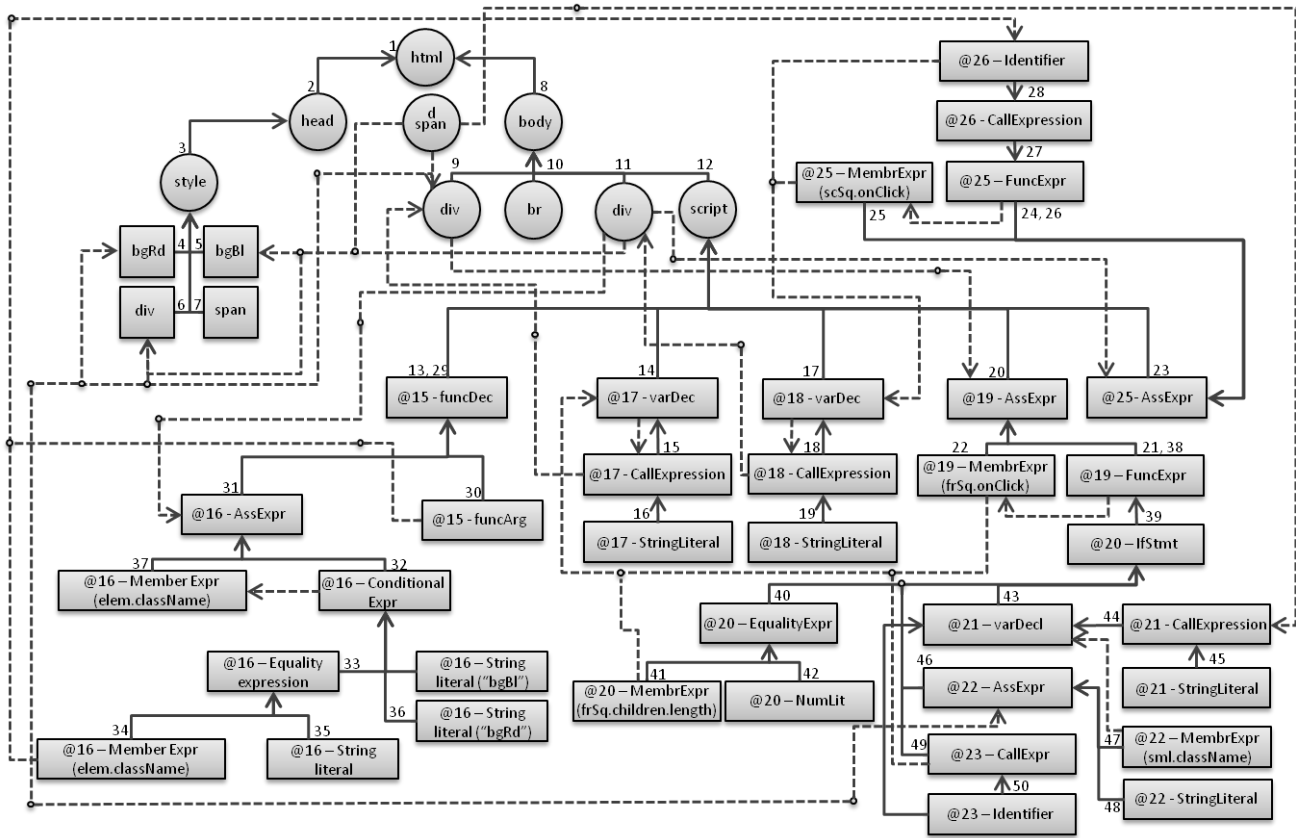 1
html
2
head
8
body
d
span
3
style
9
10
11
12
div
br
div
script
bgRd
4
5
bgBl
div
6
7
span
@26 – Identifier
28
@26 - CallExpression
27
@25 – MembrExpr
(scSq.onClick)
@25 – FuncExpr
25
24, 26
13, 29
@15 - funcDec
14
@17 - varDec
17
@18 - varDec
20
@19 - AssExpr
23
@25- AssExpr
15
@17 - CallExpression
18
@18 - CallExpression
22
@19 – MembrExpr
(frSq.onClick)
21, 38
@19 – FuncExpr
31
@16 - AssExpr
30
@15 - funcArg
16
@17 - StringLiteral
19
@18 - StringLiteral
39
@20 – IfStmt
37
@16 – Member Expr
(elem.className)
32
@16 – Conditional
Expr
40
@20 – EqualityExpr
43
@21 – varDecl
44
@21 - CallExpression
@16 – Equality
expression
33
@16 – String
literal (“bgBl”)
41
@20 – MembrExpr
(frSq.children.length)
42
@20 – NumLit
46
@22 – AssExpr
45
@21 - StringLiteral
36
@16 – String
literal (“bgRd”)
34
@16 – Member Expr
(elem.className)
35
@16 – String
literal
49
@23 – CallExpr
47
@22 – MembrExpr
(sml.className)
50
@23 – Identifier
48
@22 - StringLiteral